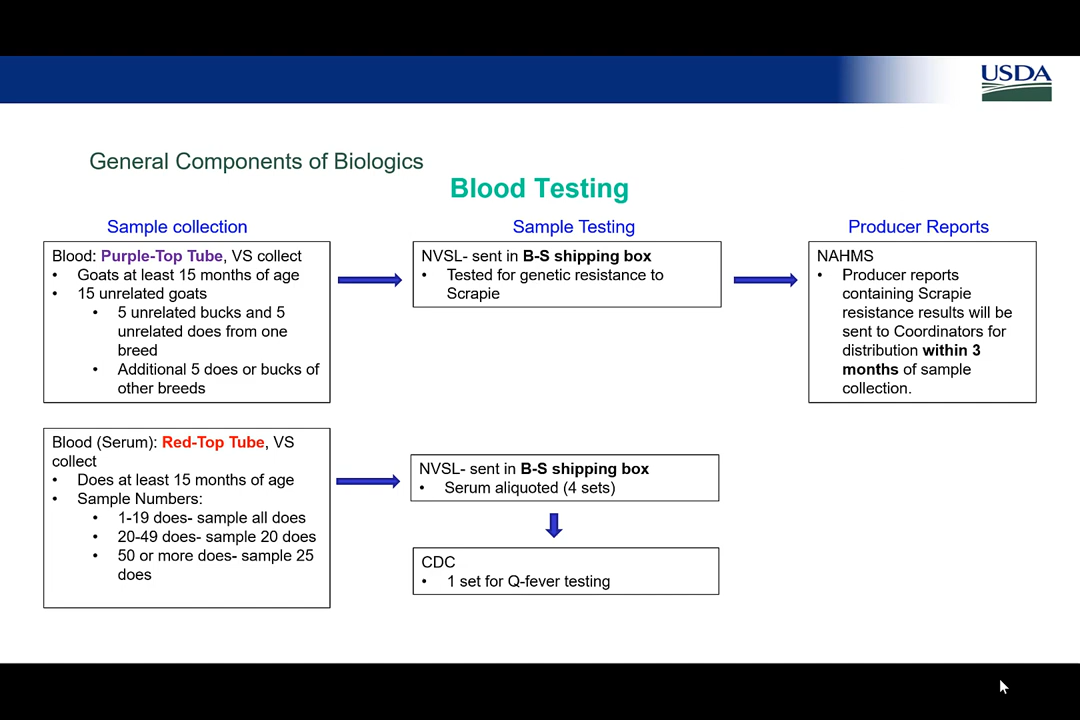 USDA
General Components of Biologics
Blood Testing
Sample collection
Blood: Purple-Top Tube, VS collect
• Goats at least 15 months of age
• 15 unrelated goats
• 5 unrelated bucks and 5
unrelated does from one
breed
• Additional 5 does or bucks of
other breeds
Sample Testing
NVSL- sent in B-S shipping box
• Tested for genetic resistance to
Scrapie
Producer Reports
NAHMS
• Producer reports
containing Scrapie
resistance results will be
sent to Coordinators for
distribution within 3
months of sample
collection.
Blood (Serum): Red-Top Tube, VS
collect
• Does at least 15 months of age
• Sample Numbers:
• 1-19 does- sample all does
• 20-49 does- sample 20 does
• 50 or more does- sample 25
does
NVSL- sent in B-S shipping box
• Serum aliquoted (4 sets)
CDC
• 1 set for Q-fever testing